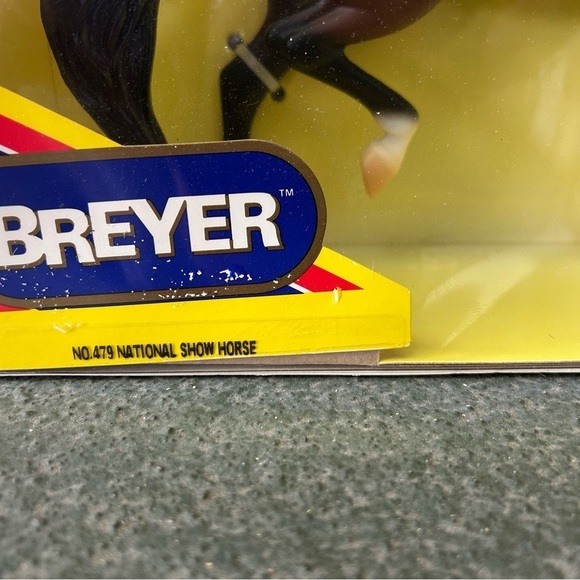 BREYER™
NO.479 NATIONAL SHOW HORSE